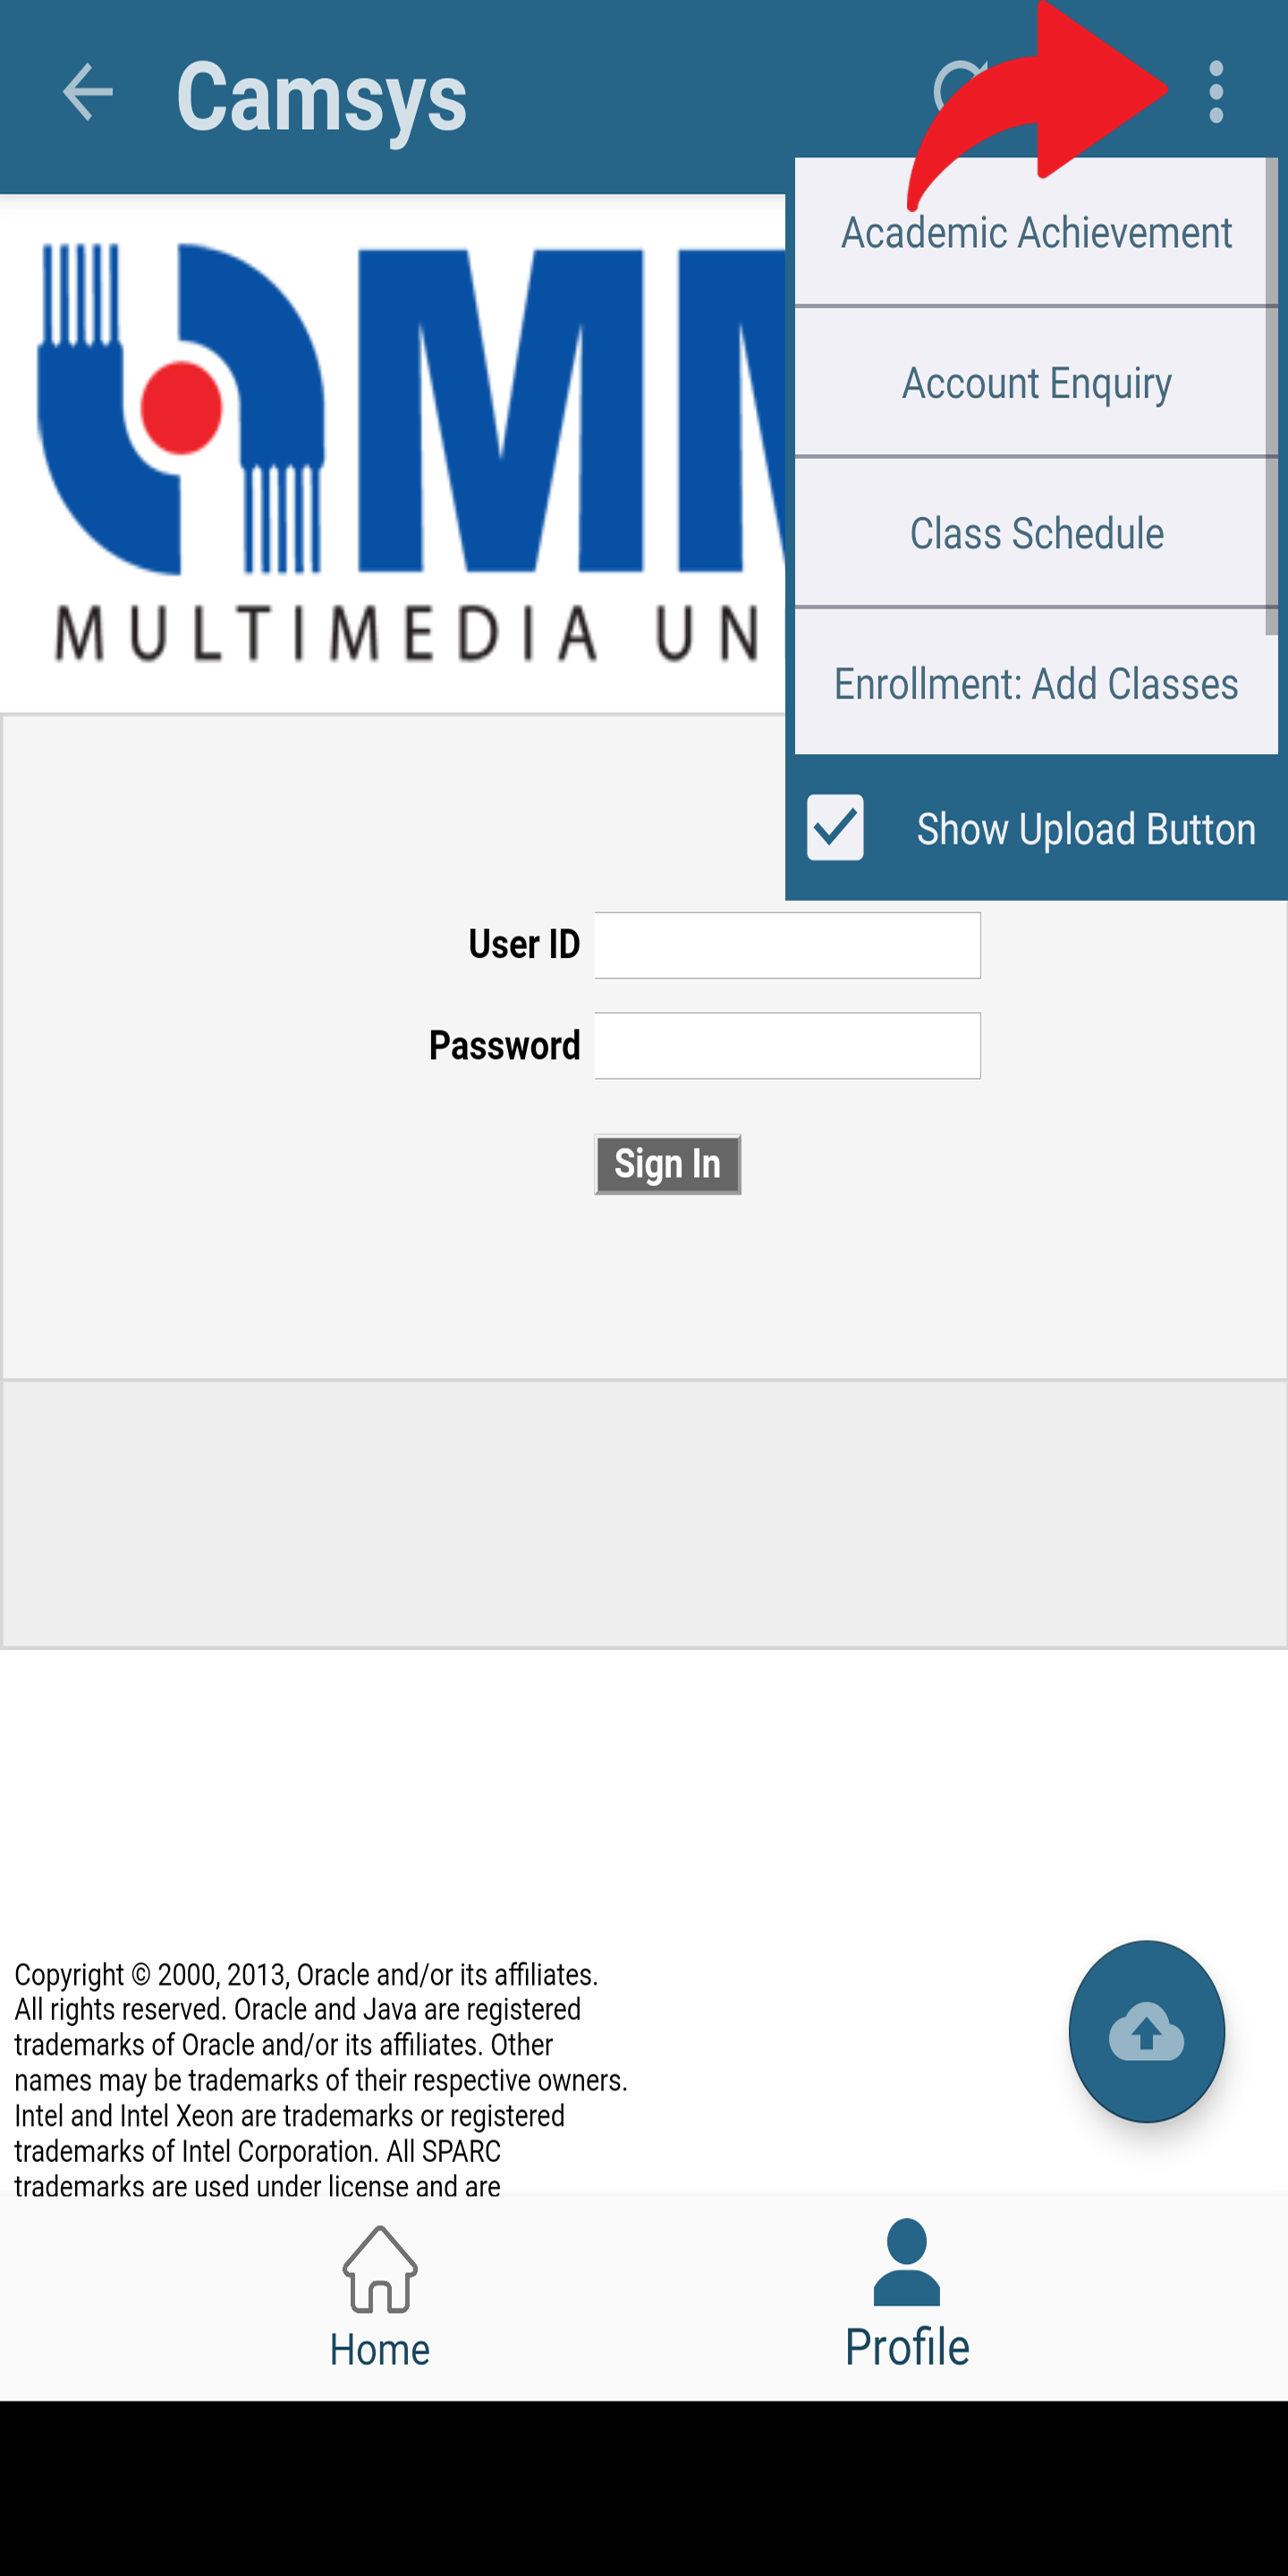 Camsys
Academic Achievement
Account Enquiry
Class Schedule
Enrollment: Add Classes
Show Upload Button
MM
MULTIMEDIA UN
User ID
Password
Sign In
Copyright © 2000, 2013, Oracle and/or its affiliates.
All rights reserved. Oracle and Java are registered
trademarks of Oracle and/or its affiliates. Other
names may be trademarks of their respective owners.
Intel and Intel Xeon are trademarks or registered
trademarks of Intel Corporation. All SPARC
trademarks are used under license and are
Home
Profile